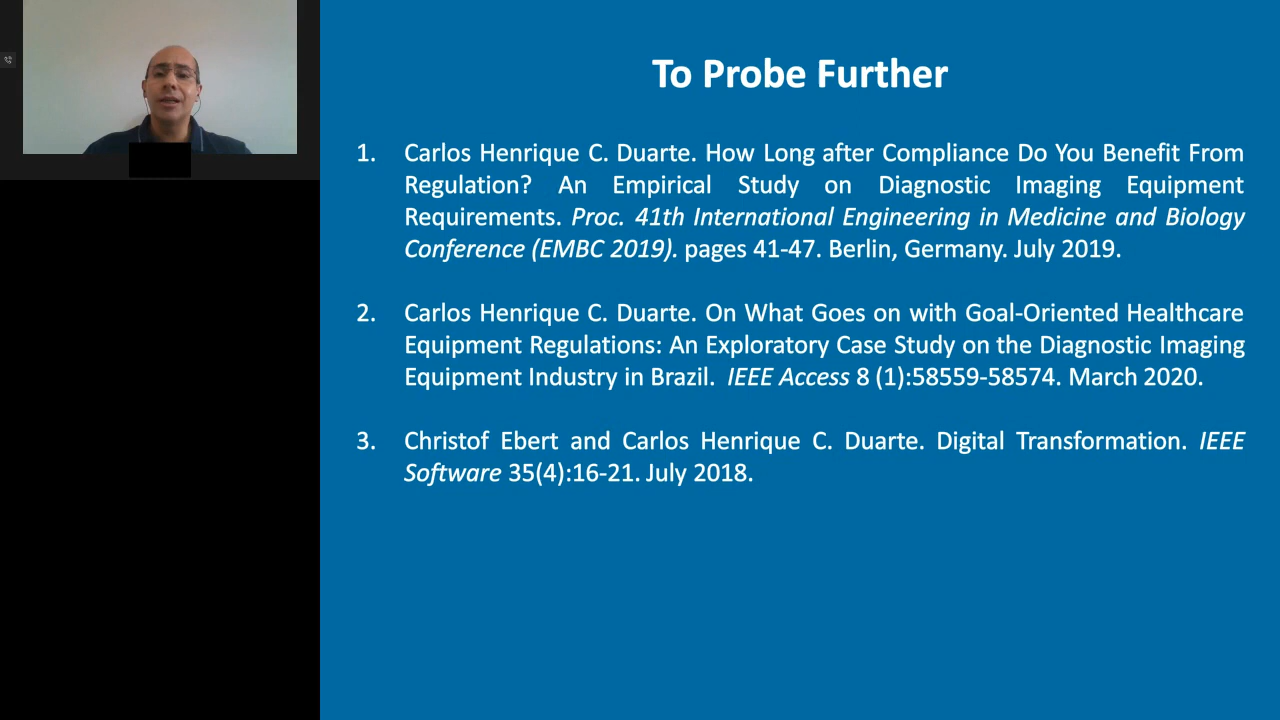 To Probe Further
1. Carlos Henrique C. Duarte. How Long after Compliance Do You Benefit From
Regulation? An Empirical Study on Diagnostic Imaging Equipment
Requirements. Proc. 41th International Engineering in Medicine and Biology
Conference (EMBC 2019). pages 41-47. Berlin, Germany. July 2019.
2. Carlos Henrique C. Duarte. On What Goes on with Goal-Oriented Healthcare
Equipment Regulations: An Exploratory Case Study on the Diagnostic Imaging
Equipment Industry in Brazil. IEEE Access 8 (1):58559-58574. March 2020.
3. Christof Ebert and Carlos Henrique C. Duarte. Digital Transformation. IEEE
Software 35(4):16-21. July 2018.